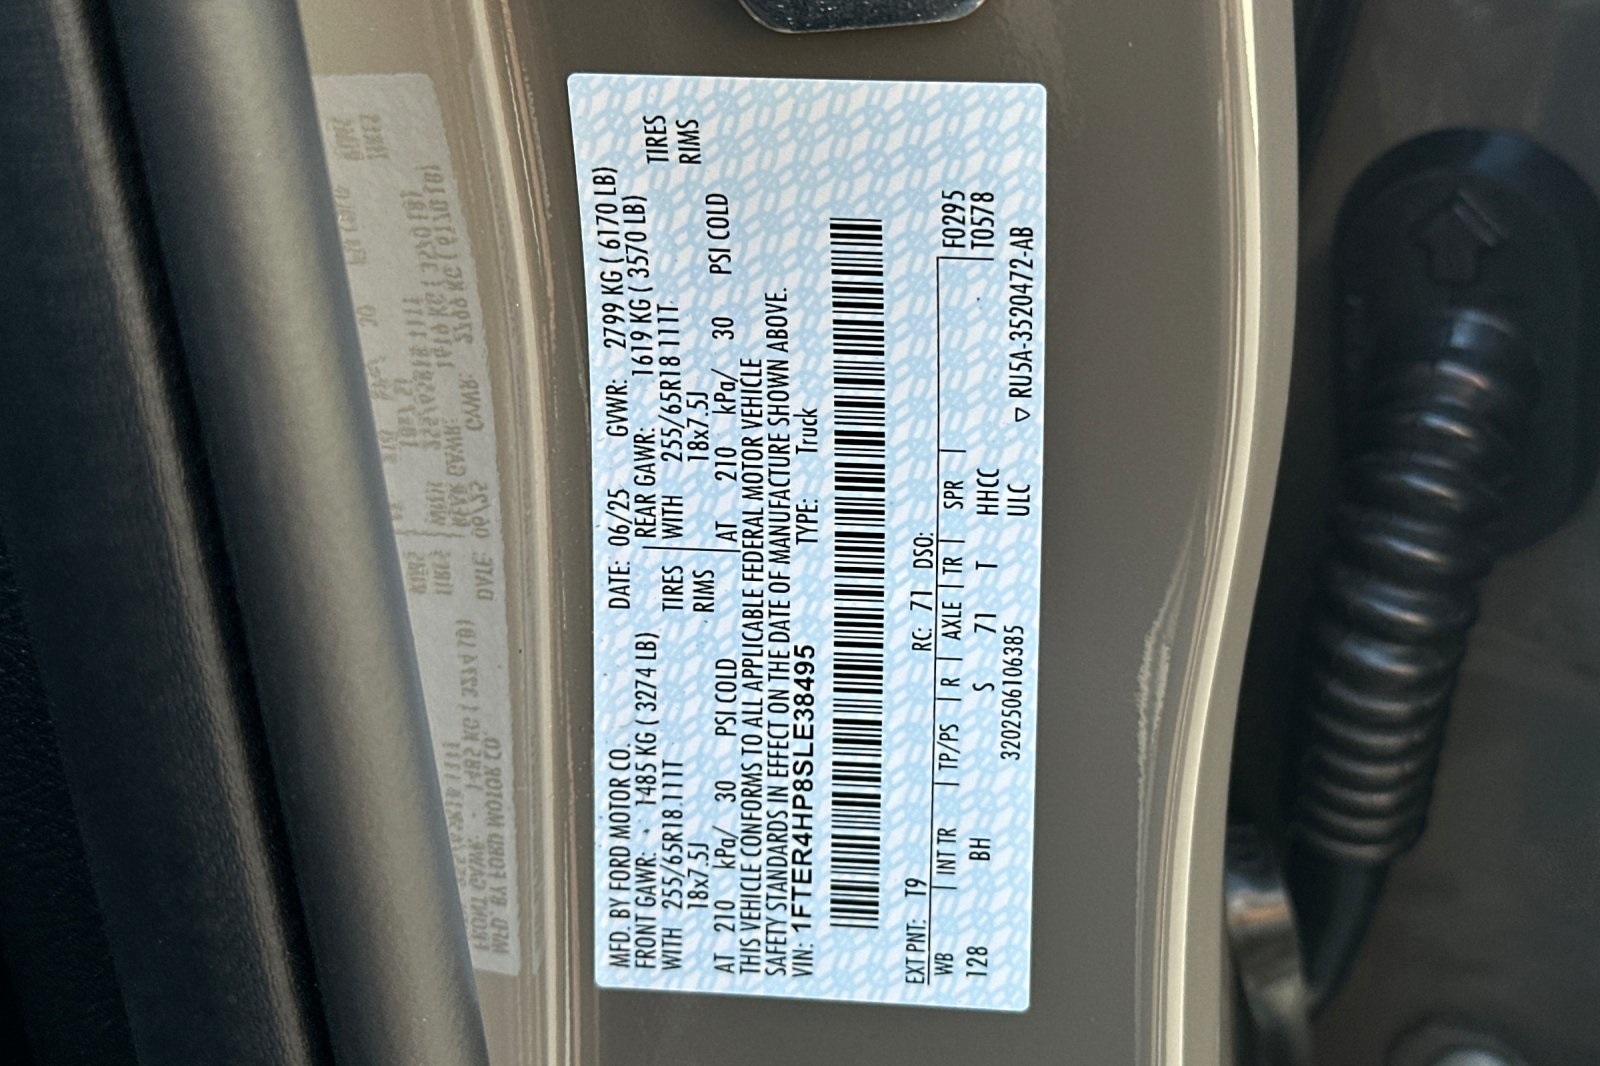 MFD. BY FORD MOTOR CO. DATE: 06/25 GVWR: 2799 KG ( 6170 LB)
FRONT GAWR: 1485 KG ( 3274 LB) REAR GAWR: 1619 KG ( 3570 LB)
WITH 255/65R18 111T TIRES WITH 255/65R18 111T TIRES
18x7.5J RIMS 18x7.5J RIMS
AT 210 kPa/ 30 PSI COLD AT 210 kPa/ 30 PSI COLD
THIS VEHICLE CONFORMS TO ALL APPLICABLE FEDERAL MOTOR VEHICLE
SAFETY STANDARDS IN EFFECT ON THE DATE OF MANUFACTURE SHOWN ABOVE.
VIN: 1FTER4HP8SLE38495 TYPE: Truck
EXT PNT: T9 RC: 71 DSO: F0295
WB INT TR TP/PS R AXLE TR SPR T0578
128 BH S 71 T HHCC
3202506106385 ULC ▽ RU5A-3520472-AB